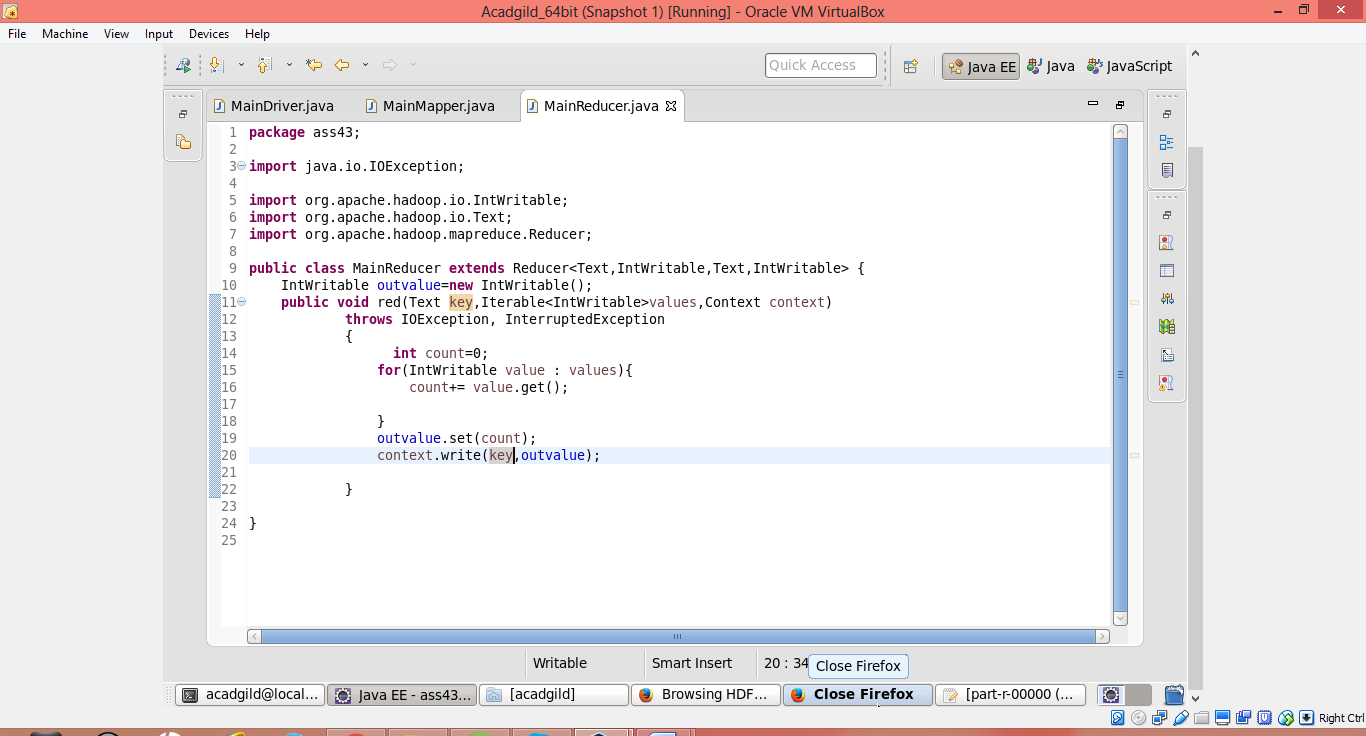 Acadgild_64bit (Snapshot 1) [Running] - Oracle VM VirtualBox
File Machine View Input Devices Help
Quick Access Java EE Java JavaScript
MainDriver.java MainMapper.java MainReducer.java
1 package ass43;
2
3 import java.io.IOException;
4
5 import org.apache.hadoop.io.IntWritable;
6 import org.apache.hadoop.io.Text;
7 import org.apache.hadoop.mapreduce.Reducer;
8
9 public class MainReducer extends Reducer<Text,IntWritable,Text,IntWritable> {
10 IntWritable outvalue=new IntWritable();
11 public void red(Text key,Iterable<IntWritable>values,Context context)
12 throws IOException, InterruptedException
13 {
14 int count=0;
15 for(IntWritable value : values){
16 count+= value.get();
17
18 }
19 outvalue.set(count);
20 context.write(key,outvalue);
21
22 }
23
24 }
25
Writable Smart Insert 20 : 34 Close Firefox
acadgild@local... Java EE - ass43... [acadgild] Browsing HDF... Close Firefox [part-r-00000 (...
Right Ctrl